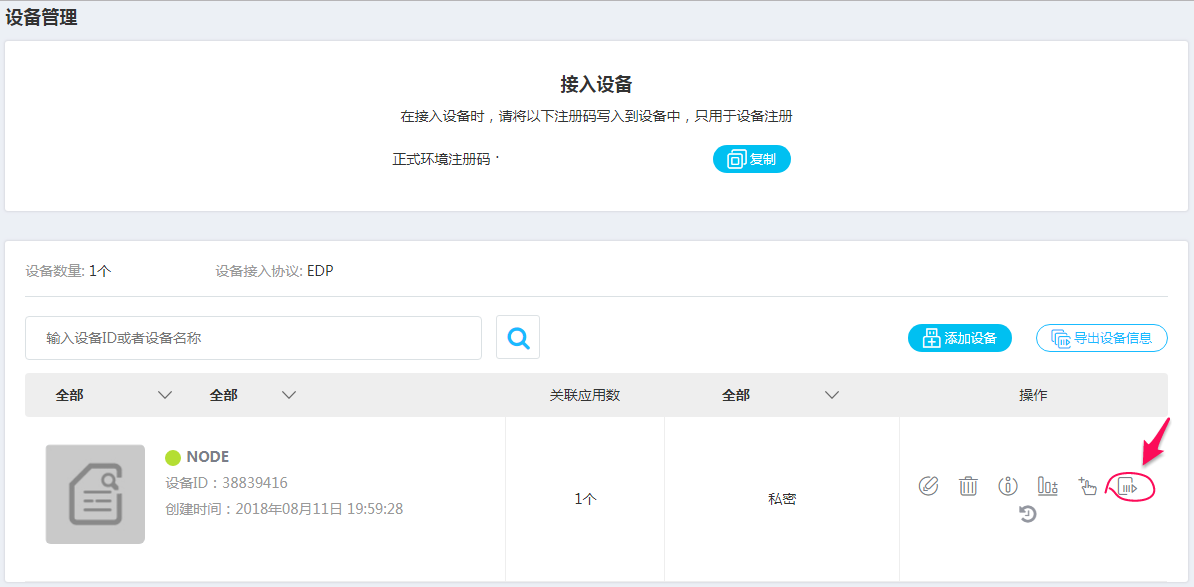 设备管理
接入设备
在接入设备时，请将以下注册码写入到设备中，只用于设备注册
正式环境注册码
复制
设备数量: 1个 设备接入协议: EDP
输入设备ID或者设备名称
添加设备 导出设备信息
全部 全部 关联应用数 全部 操作
NODE
设备ID：38839416
创建时间：2018年08月11日 19:59:28
1个 私密